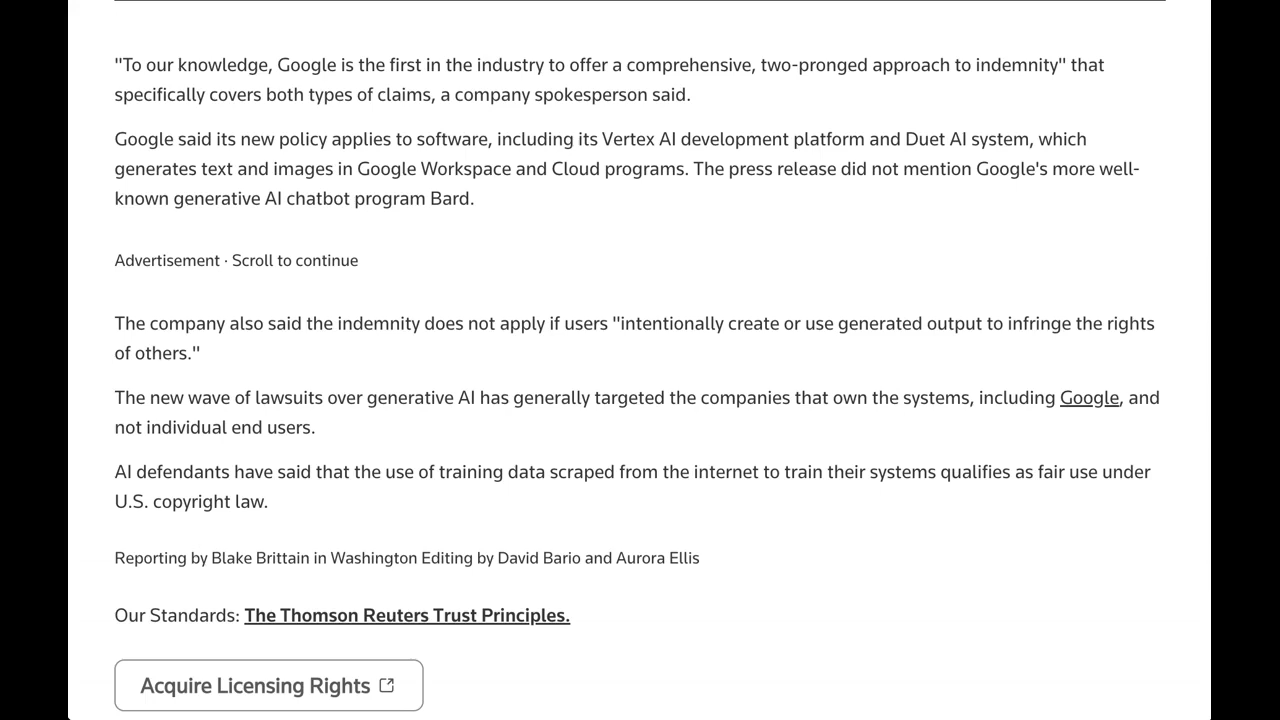 "To our knowledge, Google is the first in the industry to offer a comprehensive, two-pronged approach to indemnity" that
specifically covers both types of claims, a company spokesperson said.
Google said its new policy applies to software, including its Vertex AI development platform and Duet AI system, which
generates text and images in Google Workspace and Cloud programs. The press release did not mention Google's more well-
known generative AI chatbot program Bard.
Advertisement · Scroll to continue
The company also said the indemnity does not apply if users "intentionally create or use generated output to infringe the rights
of others."
The new wave of lawsuits over generative AI has generally targeted the companies that own the systems, including Google, and
not individual end users.
AI defendants have said that the use of training data scraped from the internet to train their systems qualifies as fair use under
U.S. copyright law.
Reporting by Blake Brittain in Washington Editing by David Bario and Aurora Ellis
Our Standards: The Thomson Reuters Trust Principles.
Acquire Licensing Rights